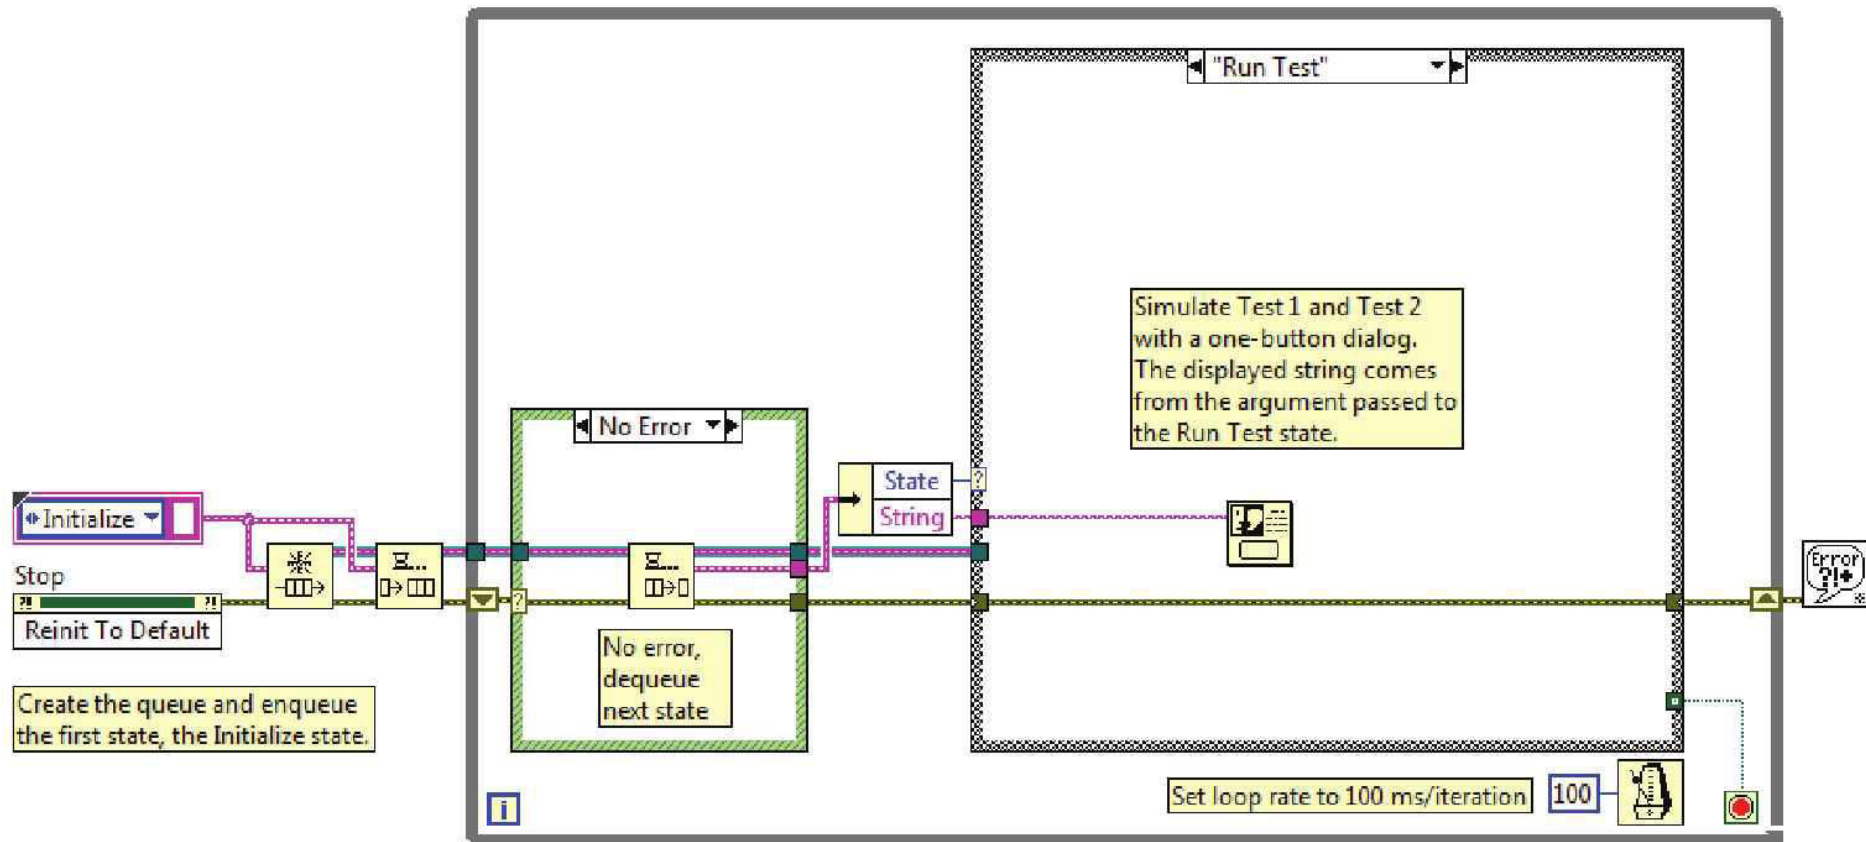 "Run Test"
Simulate Test 1 and Test 2
with a one-button dialog.
The displayed string comes
from the argument passed to
the Run Test state.
No Error
State
String
Initialize
Stop
?! ?!
Reinit To Default
?
?
Error
?!+
No error,
dequeue
next state
Create the queue and enqueue
the first state, the Initialize state.
i
Set loop rate to 100 ms/iteration
100